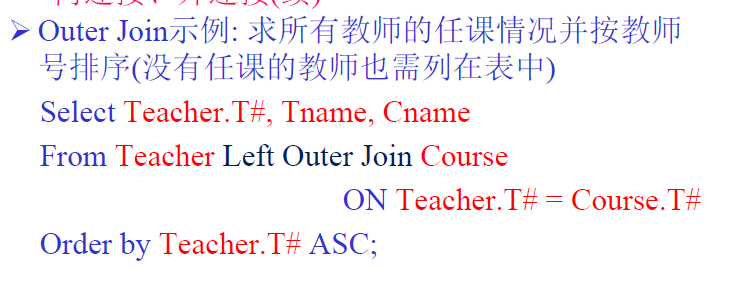 ➤ Outer Join示例: 求所有教师的任课情况并按教师
号排序(没有任课的教师也需列在表中)
Select Teacher.T#, Tname, Cname
From Teacher Left Outer Join Course
ON Teacher.T# = Course.T#
Order by Teacher.T# ASC;